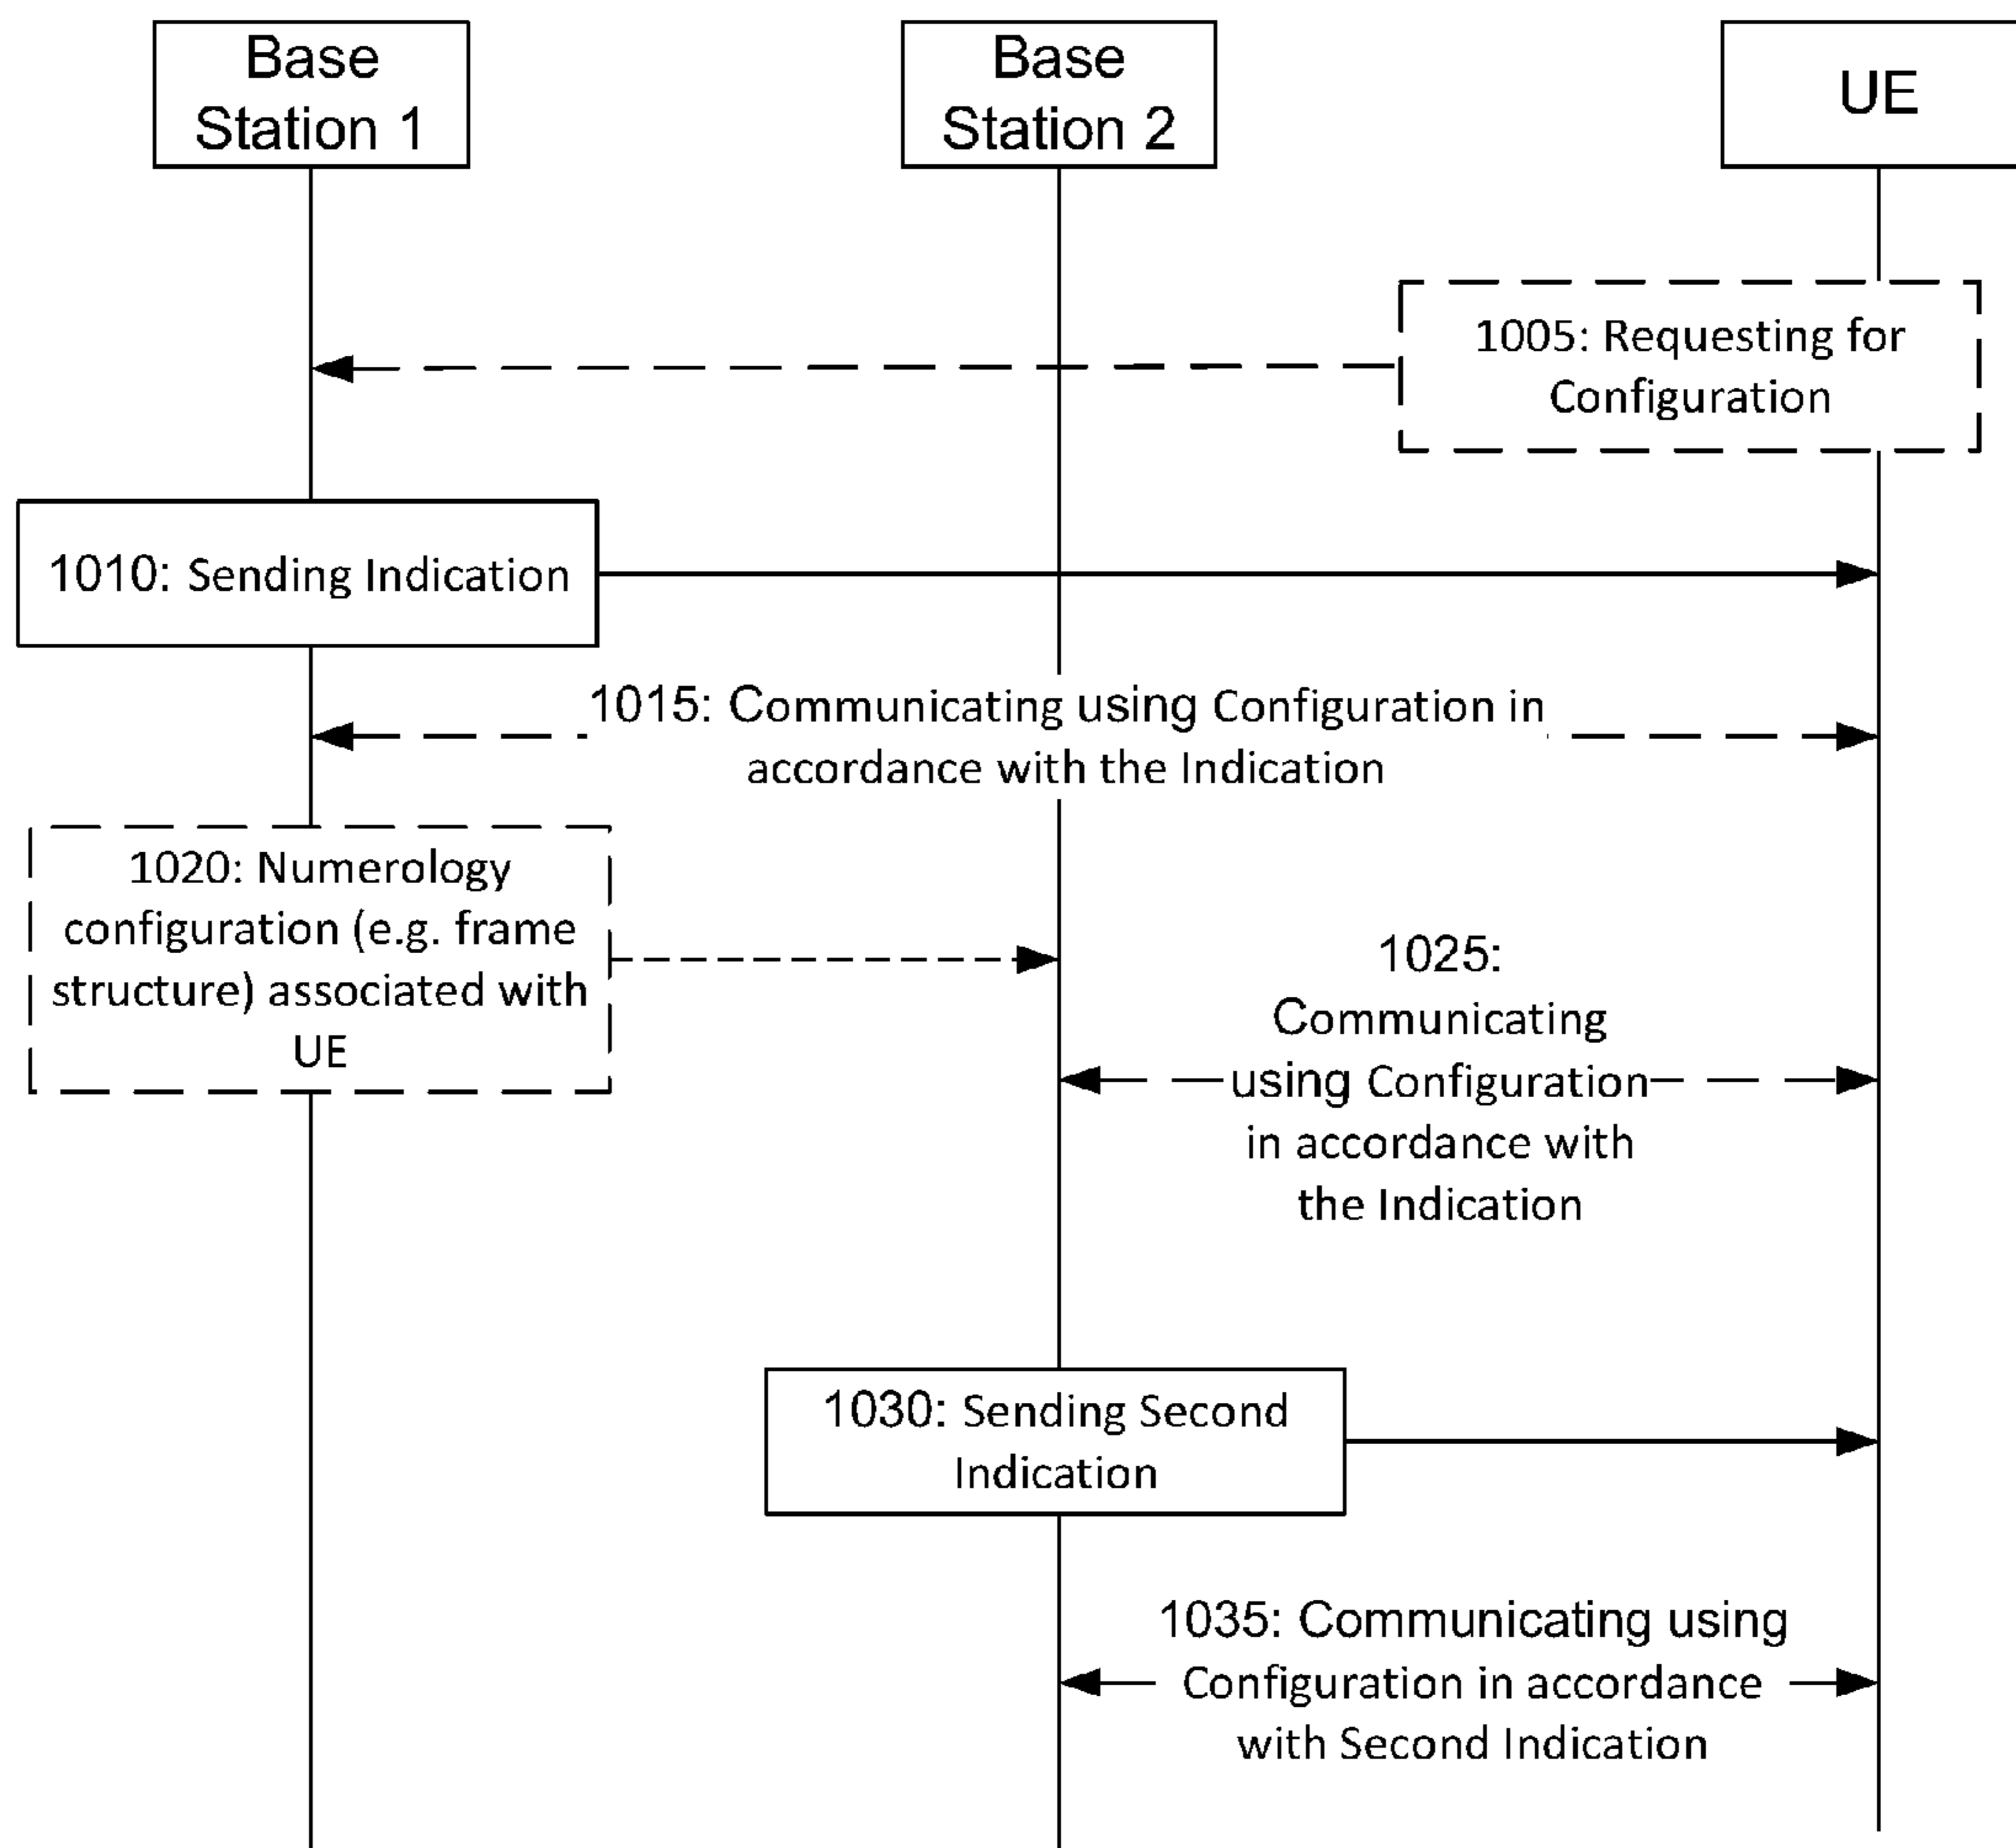 Base
Station 1
Base
Station 2
UE
1005: Requesting for
Configuration
1010: Sending Indication
1015: Communicating using Configuration in
accordance with the Indication
1020: Numerology
configuration (e.g. frame
structure) associated with
UE
1025:
Communicating
using Configuration
in accordance with
the Indication
1030: Sending Second
Indication
1035: Communicating using
Configuration in accordance
with Second Indication